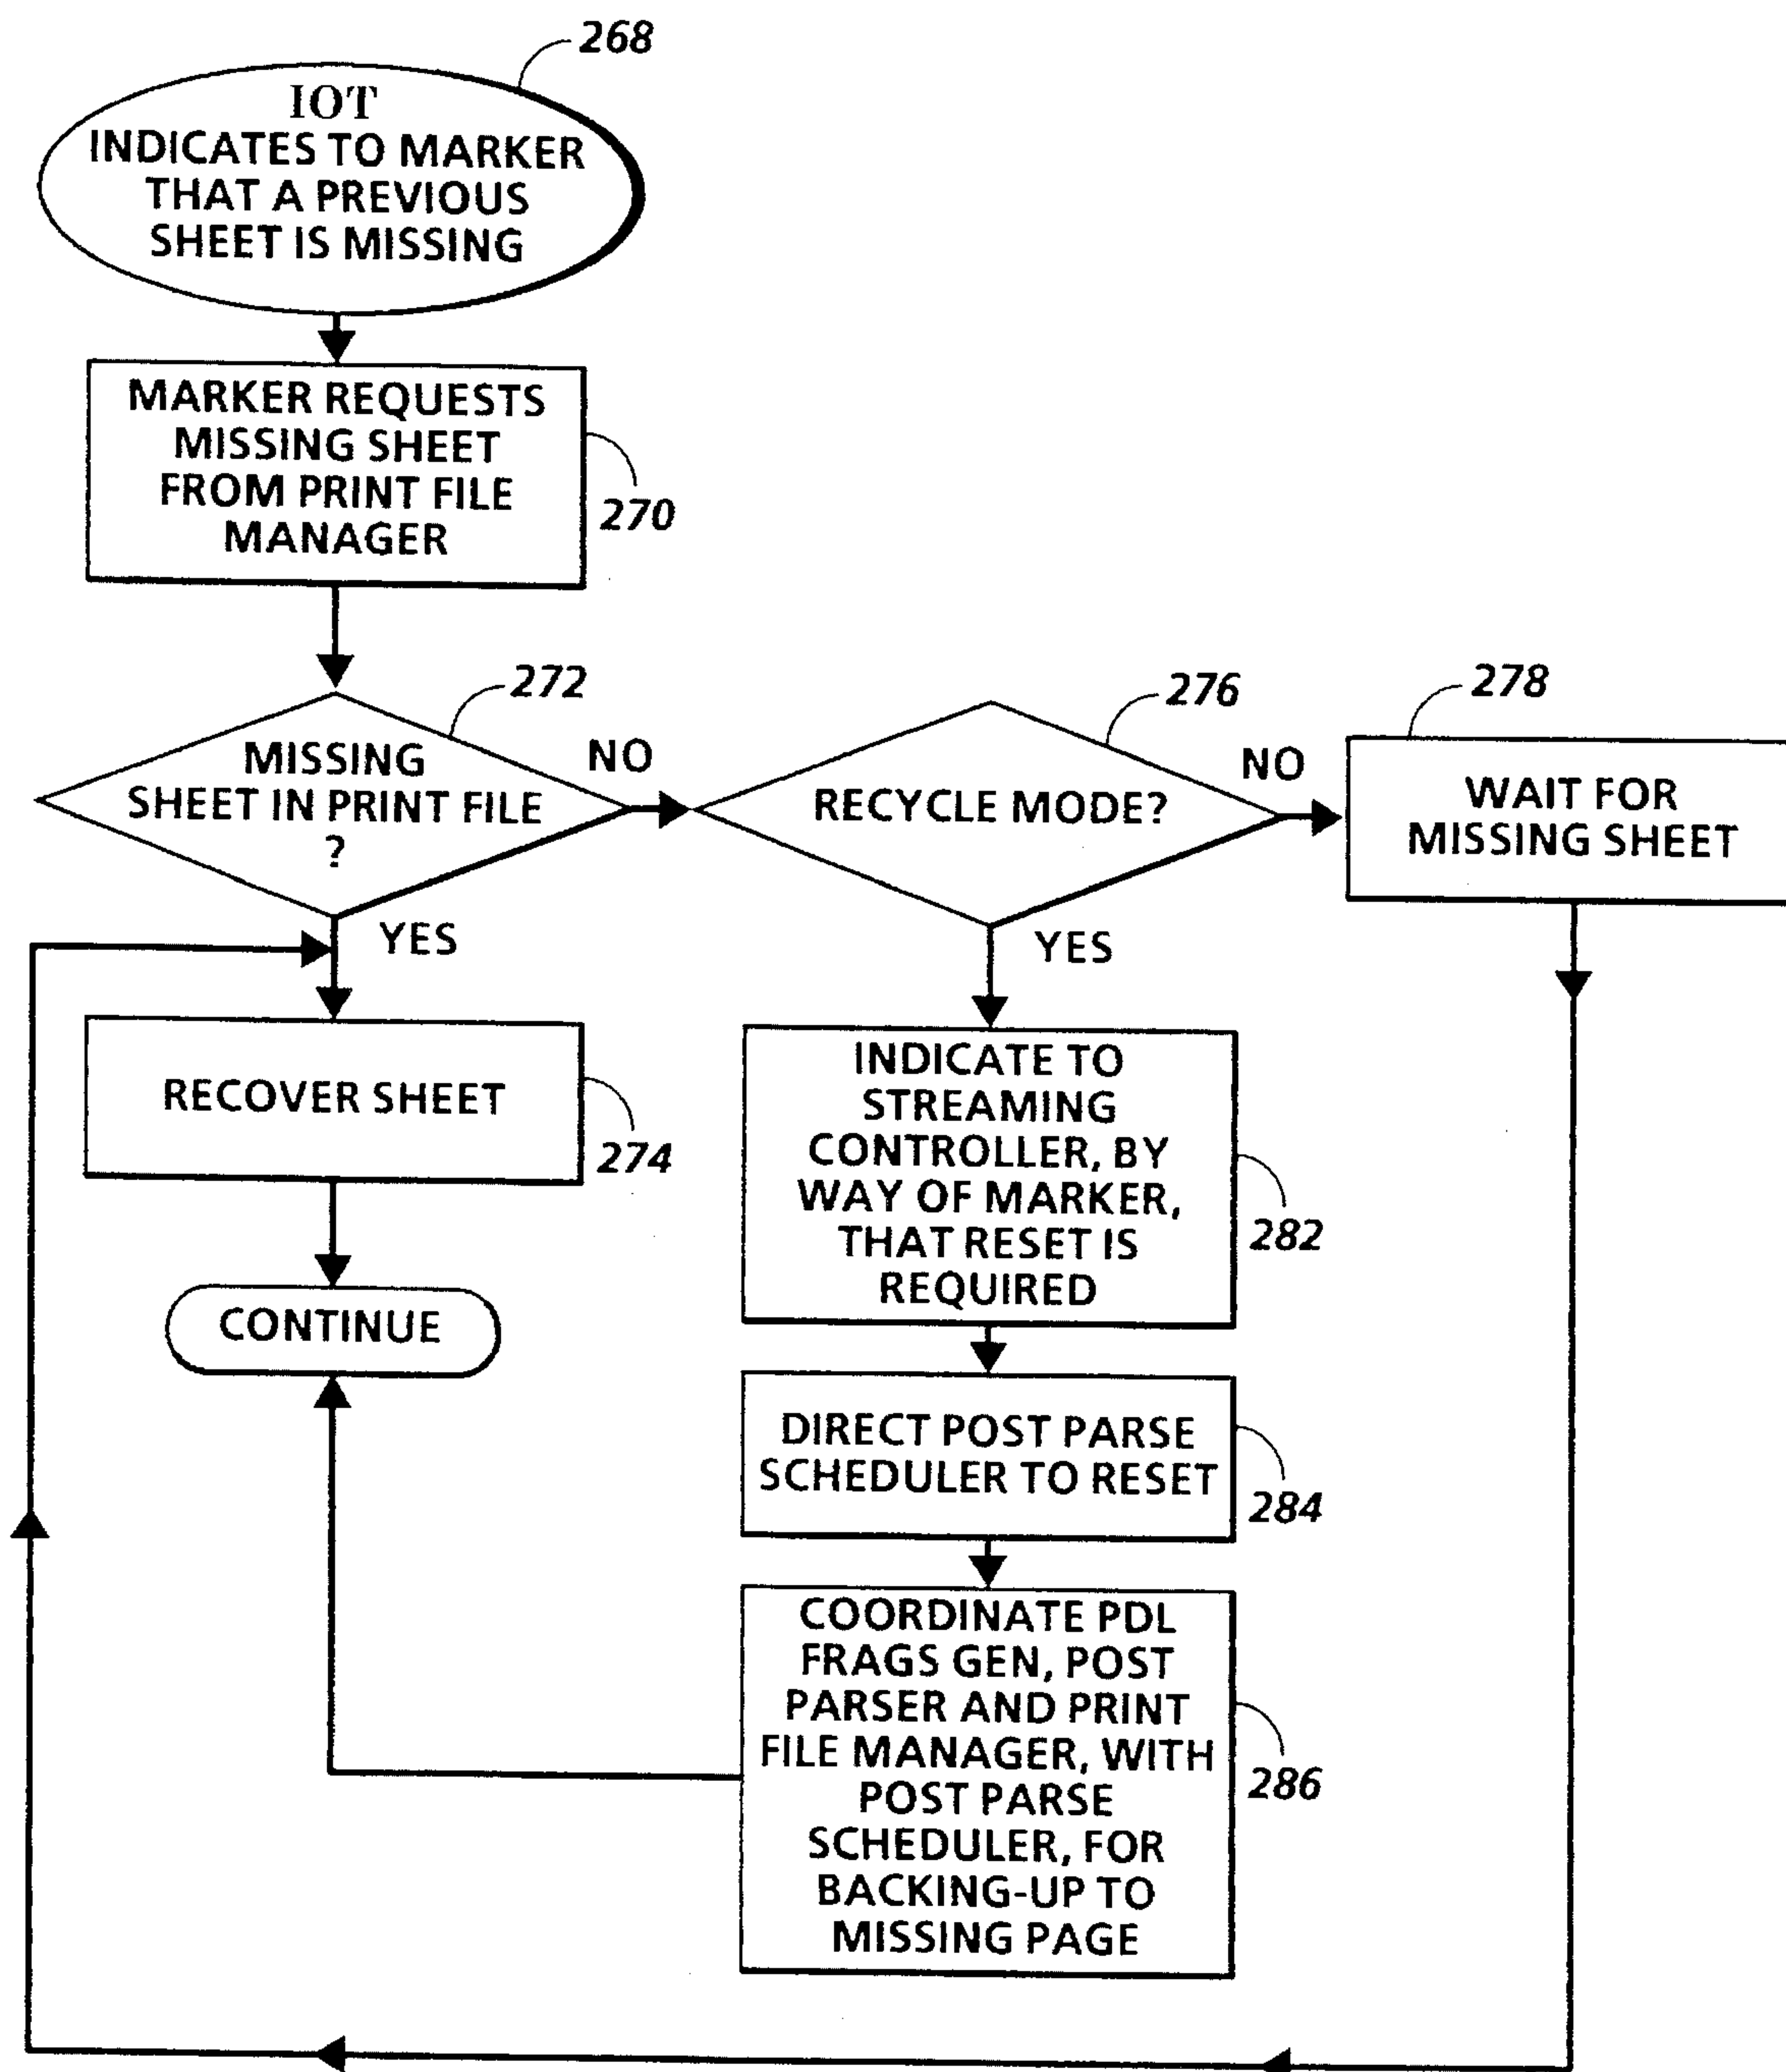 268
IOT
INDICATES TO MARKER
THAT A PREVIOUS
SHEET IS MISSING
MARKER REQUESTS
MISSING SHEET
FROM PRINT FILE
MANAGER
270
272
MISSING
SHEET IN PRINT FILE
?
NO
YES
276
RECYCLE MODE?
NO
YES
278
WAIT FOR
MISSING SHEET
RECOVER SHEET
274
CONTINUE
INDICATE TO
STREAMING
CONTROLLER, BY
WAY OF MARKER,
THAT RESET IS
REQUIRED
282
DIRECT POST PARSE
SCHEDULER TO RESET
284
COORDINATE PDL
FRAGS GEN, POST
PARSER AND PRINT
FILE MANAGER, WITH
POST PARSE
SCHEDULER, FOR
BACKING-UP TO
MISSING PAGE
286